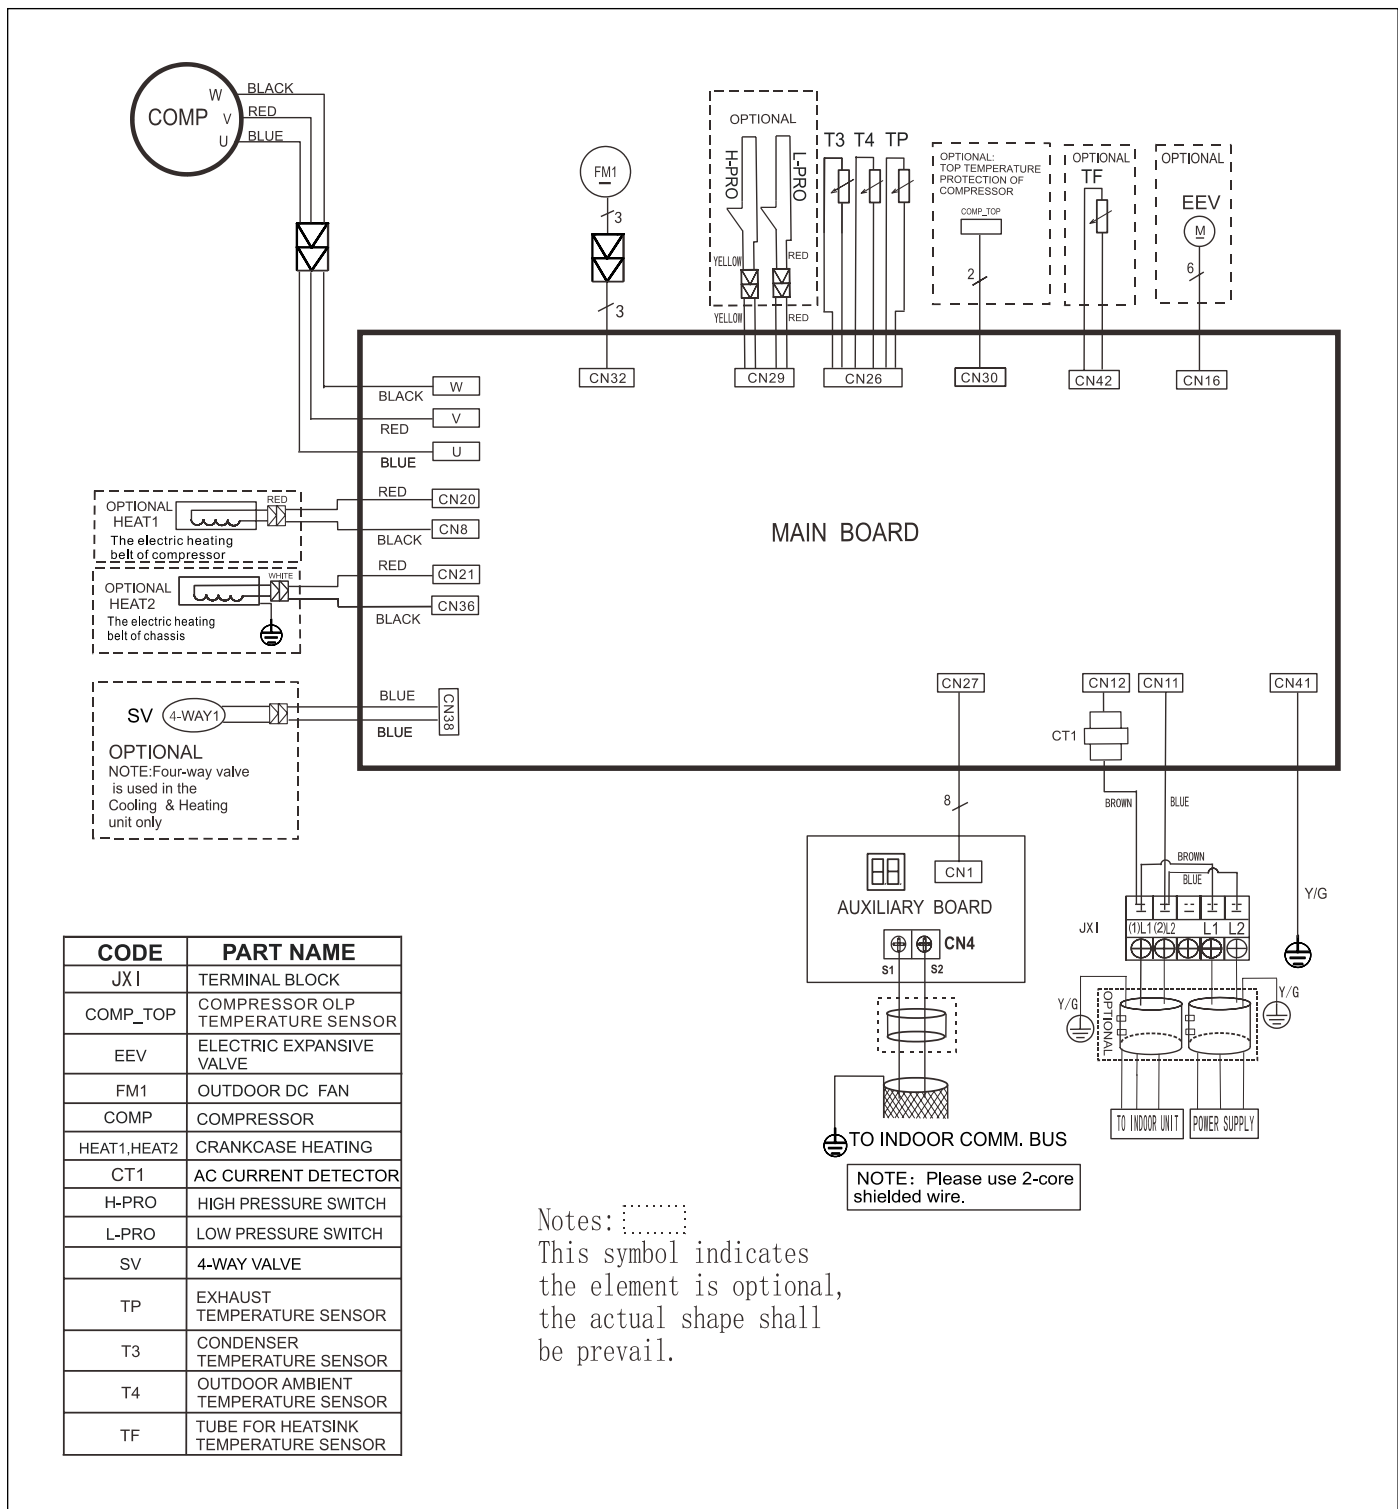 COMP
W
V
U
BLACK
RED
BLUE
FM1
3
3
OPTIONAL
H-PRO
L-PRO
YELLOW
RED
YELLOW
RED
T3 T4 TP
OPTIONAL:
TOP TEMPERATURE
PROTECTION OF
COMPRESSOR
COMP_TOP
2
OPTIONAL
TF
OPTIONAL
EEV
M
6
CN32
CN29
CN26
CN30
CN42
CN16
BLACK
W
RED
V
BLUE
U
OPTIONAL
HEAT1
The electric heating
belt of compressor
RED
RED
CN20
BLACK
CN8
OPTIONAL
HEAT2
The electric heating
belt of chassis
WHITE
RED
CN21
BLACK
CN36
MAIN BOARD
SV
4-WAY1
OPTIONAL
NOTE:Four-way valve
is used in the
Cooling & Heating
unit only
BLUE
BLUE
CN38
CN27
CN12
CN11
CN41
CT1
8
BROWN
BLUE
CN1
AUXILIARY BOARD
CN4
S1
S2
BROWN
BLUE
Y/G
JXI
(1)L1 (2)L2
L1 L2
Y/G
Y/G
OPTIONAL
TO INDOOR UNIT
POWER SUPPLY
TO INDOOR COMM. BUS
NOTE: Please use 2-core
shielded wire.
CODE PART NAME
JXI TERMINAL BLOCK
COMP_TOP COMPRESSOR OLP
TEMPERATURE SENSOR
EEV ELECTRIC EXPANSIVE
VALVE
FM1 OUTDOOR DC FAN
COMP COMPRESSOR
HEAT1,HEAT2 CRANKCASE HEATING
CT1 AC CURRENT DETECTOR
H-PRO HIGH PRESSURE SWITCH
L-PRO LOW PRESSURE SWITCH
SV 4-WAY VALVE
TP EXHAUST
TEMPERATURE SENSOR
T3 CONDENSER
TEMPERATURE SENSOR
T4 OUTDOOR AMBIENT
TEMPERATURE SENSOR
TF TUBE FOR HEATSINK
TEMPERATURE SENSOR
Notes:
This symbol indicates
the element is optional,
the actual shape shall
be prevail.